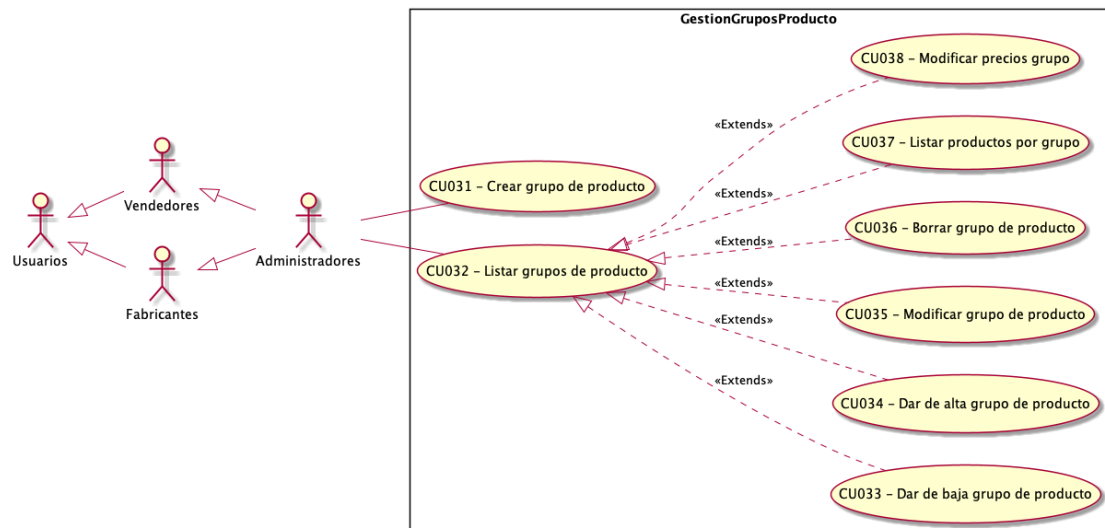 GestionGruposProducto
CU038 – Modificar precios grupo
«Extends»
CU037 – Listar productos por grupo
Vendedores
CU031 – Crear grupo de producto
«Extends»
CU036 – Borrar grupo de producto
«Extends»
Usuarios
Administradores
CU032 – Listar grupos de producto
«Extends»
CU035 – Modificar grupo de producto
Fabricantes
«Extends»
«Extends»
CU034 – Dar de alta grupo de producto
CU033 – Dar de baja grupo de producto